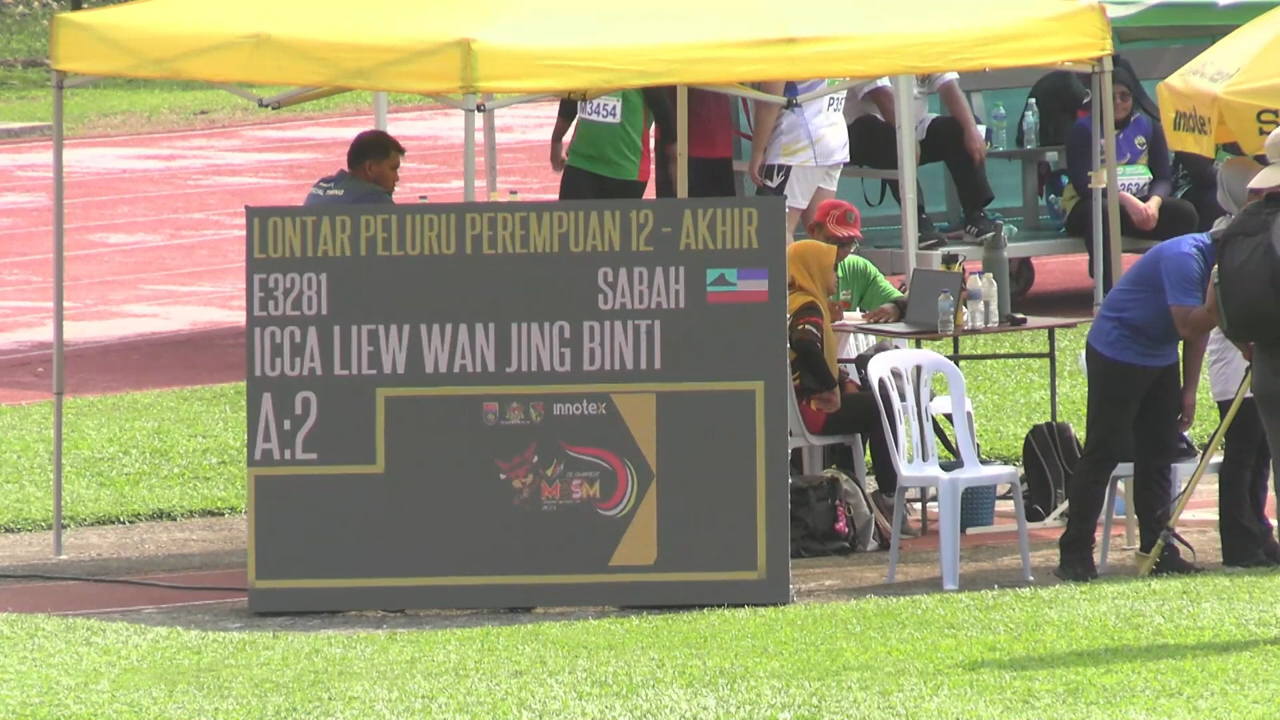 M3454
LONTAR PELURU PEREMPUAN 12 - AKHIR
E3281 SABAH
ICCA LIEW WAN JING BINTI
A:2
innotex
MSSM